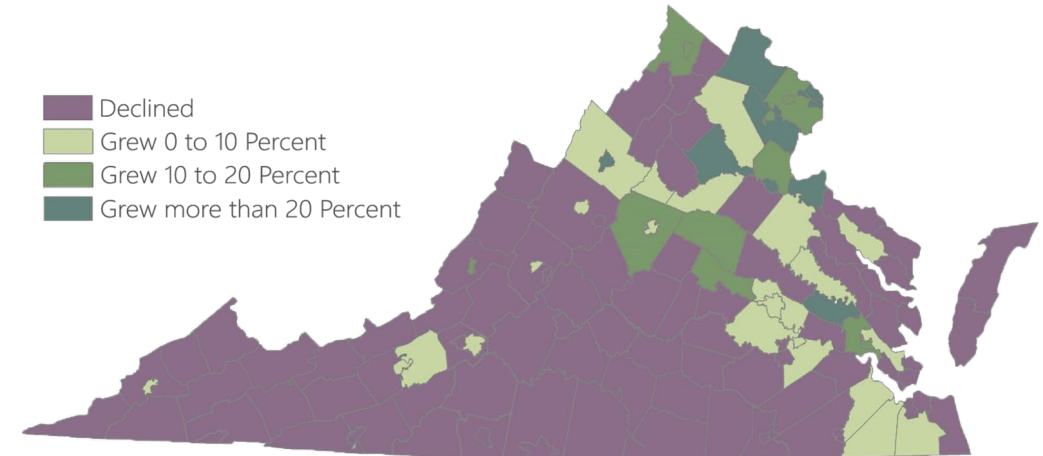 Declined
Grew 0 to 10 Percent
Grew 10 to 20 Percent
Grew more than 20 Percent